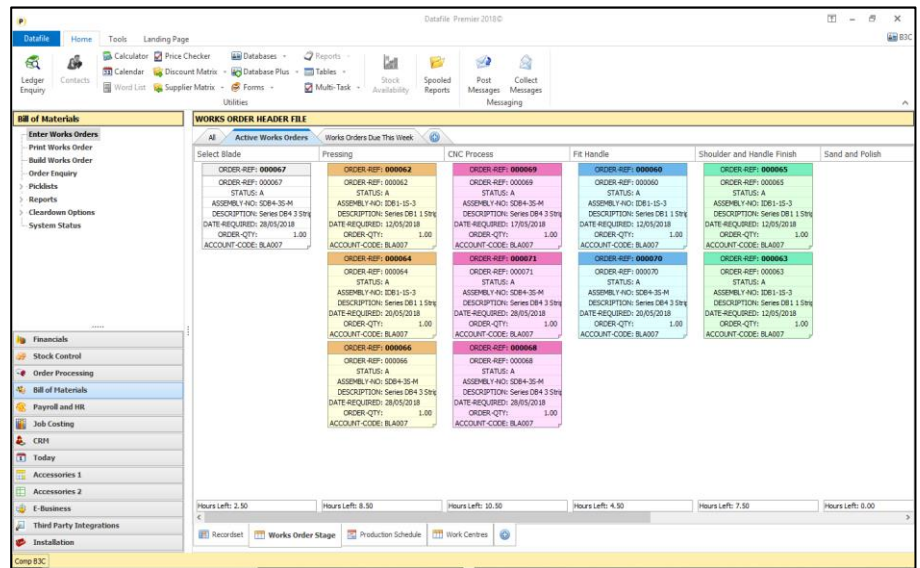 Datafile Premier 2018©
Datafile Home Tools Landing Page
B3C
Ledger Enquiry
Contacts
Calculator Price Checker Databases Reports
Calendar Discount Matrix Database Plus Tables
Word List Supplier Matrix Forms Multi-Task
Stock Availability
Spooled Reports
Post Messages
Collect Messages
Utilities
Messaging
Bill of Materials
Enter Works Orders
Print Works Order
Build Works Order
Order Enquiry
Picklists
Reports
Cleardown Options
System Status
Financials
Stock Control
Order Processing
Bill of Materials
Payroll and HR
Job Costing
CRM
Today
Accessories 1
Accessories 2
E-Business
Third Party Integrations
Installation
WORKS ORDER HEADER FILE
All Active Works Orders Works Orders Due This Week
Select Blade
ORDER-REF: 000067
ORDER-REF: 000067
STATUS: A
ASSEMBLY-NO: SDB4-3S-M
DESCRIPTION: Series DB4 3 Strip
DATE-REQUIRED: 28/05/2018
ORDER-QTY: 1.00
ACCOUNT-CODE: BLA007
Hours Left: 2.50
Pressing
ORDER-REF: 000062
ORDER-REF: 000062
STATUS: A
ASSEMBLY-NO: IDB1-1S-3
DESCRIPTION: Series DB1 1 Strip
DATE-REQUIRED: 12/05/2018
ORDER-QTY: 1.00
ACCOUNT-CODE: BLA007
ORDER-REF: 000064
ORDER-REF: 000064
STATUS: A
ASSEMBLY-NO: IDB1-1S-3
DESCRIPTION: Series DB1 1 Strip
DATE-REQUIRED: 20/05/2018
ORDER-QTY: 1.00
ACCOUNT-CODE: BLA007
ORDER-REF: 000066
ORDER-REF: 000066
STATUS: A
ASSEMBLY-NO: SDB4-3S-M
DESCRIPTION: Series DB4 3 Strip
DATE-REQUIRED: 28/05/2018
ORDER-QTY: 1.00
ACCOUNT-CODE: BLA007
Hours Left: 8.50
CNC Process
ORDER-REF: 000069
ORDER-REF: 000069
STATUS: A
ASSEMBLY-NO: SDB4-3S-M
DESCRIPTION: Series DB4 3 Strip
DATE-REQUIRED: 17/05/2018
ORDER-QTY: 1.00
ACCOUNT-CODE: BLA007
ORDER-REF: 000071
ORDER-REF: 000071
STATUS: A
ASSEMBLY-NO: SDB4-3S-M
DESCRIPTION: Series DB4 3 Strip
DATE-REQUIRED: 28/05/2018
ORDER-QTY: 1.00
ACCOUNT-CODE: BLA007
ORDER-REF: 000068
ORDER-REF: 000068
STATUS: A
ASSEMBLY-NO: SDB4-3S-M
DESCRIPTION: Series DB4 3 Strip
DATE-REQUIRED: 28/05/2018
ORDER-QTY: 1.00
ACCOUNT-CODE: BLA007
Hours Left: 10.50
Fit Handle
ORDER-REF: 000060
ORDER-REF: 000060
STATUS: A
ASSEMBLY-NO: IDB1-1S-3
DESCRIPTION: Series DB1 1 Strip
DATE-REQUIRED: 12/05/2018
ORDER-QTY: 1.00
ACCOUNT-CODE: BLA007
ORDER-REF: 000070
ORDER-REF: 000070
STATUS: A
ASSEMBLY-NO: SDB4-3S-M
DESCRIPTION: Series DB4 3 Strip
DATE-REQUIRED: 20/05/2018
ORDER-QTY: 1.00
ACCOUNT-CODE: BLA007
Hours Left: 4.50
Shoulder and Handle Finish
ORDER-REF: 000065
ORDER-REF: 000065
STATUS: A
ASSEMBLY-NO: IDB1-1S-3
DESCRIPTION: Series DB1 1 Strip
DATE-REQUIRED: 12/05/2018
ORDER-QTY: 1.00
ACCOUNT-CODE: BLA007
ORDER-REF: 000063
ORDER-REF: 000063
STATUS: A
ASSEMBLY-NO: IDB1-1S-3
DESCRIPTION: Series DB1 1 Strip
DATE-REQUIRED: 12/05/2018
ORDER-QTY: 1.00
ACCOUNT-CODE: BLA007
Hours Left: 7.50
Sand and Polish
Hours Left: 0.00
Recordset Works Order Stage Production Schedule Work Centres
Comp B3C